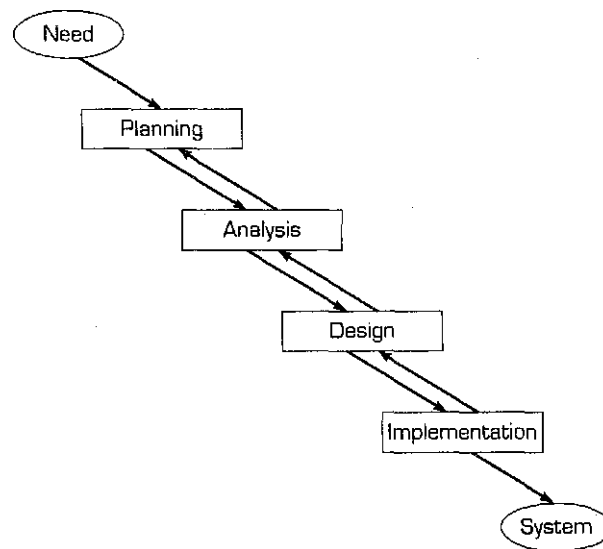 Need
Planning
Analysis
Design
Implementation
System